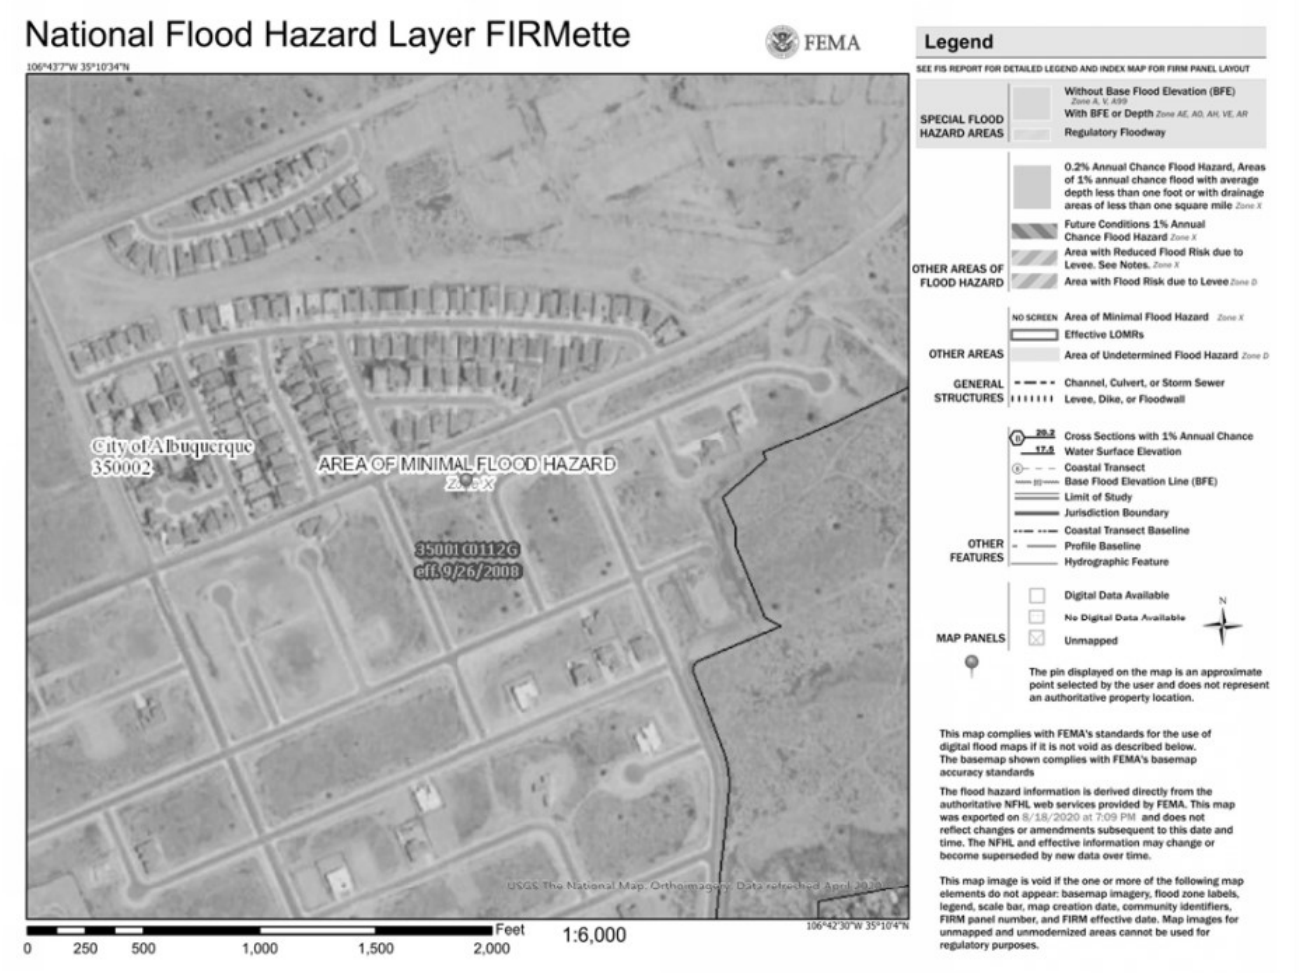 National Flood Hazard Layer FIRMette
FEMA
106°43'7"W 35°10'34"N
City of Albuquerque
350002
AREA OF MINIMAL FLOOD HAZARD
Zone X
35001C0112G
eff. 9/26/2008
USGS The National Map: Orthoimagery. Data refreshed April 2020
106°42'30"W 35°10'4"N
0 250 500 1,000 1,500 2,000 Feet 1:6,000
Legend
SEE FIS REPORT FOR DETAILED LEGEND AND INDEX MAP FOR FIRM PANEL LAYOUT
SPECIAL FLOOD
HAZARD AREAS
Without Base Flood Elevation (BFE)
Zone A, V, A99
With BFE or Depth Zone AE, AO, AH, VE, AR
Regulatory Floodway
0.2% Annual Chance Flood Hazard, Areas
of 1% annual chance flood with average
depth less than one foot or with drainage
areas of less than one square mile Zone X
Future Conditions 1% Annual
Chance Flood Hazard Zone X
Area with Reduced Flood Risk due to
Levee. See Notes. Zone X
Area with Flood Risk due to Levee Zone D
OTHER AREAS OF
FLOOD HAZARD
NO SCREEN Area of Minimal Flood Hazard Zone X
Effective LOMRs
Area of Undetermined Flood Hazard Zone D
OTHER AREAS
GENERAL
STRUCTURES
Channel, Culvert, or Storm Sewer
Levee, Dike, or Floodwall
B 20.2 Cross Sections with 1% Annual Chance
17.5 Water Surface Elevation
8 Coastal Transect
513 Base Flood Elevation Line (BFE)
Limit of Study
Jurisdiction Boundary
Coastal Transect Baseline
Profile Baseline
Hydrographic Feature
OTHER
FEATURES
Digital Data Available
No Digital Data Available
Unmapped
MAP PANELS
N
The pin displayed on the map is an approximate
point selected by the user and does not represent
an authoritative property location.
This map complies with FEMA's standards for the use of
digital flood maps if it is not void as described below.
The basemap shown complies with FEMA's basemap
accuracy standards
The flood hazard information is derived directly from the
authoritative NFHL web services provided by FEMA. This map
was exported on 8/18/2020 at 7:09 PM and does not
reflect changes or amendments subsequent to this date and
time. The NFHL and effective information may change or
become superseded by new data over time.
This map image is void if the one or more of the following map
elements do not appear: basemap imagery, flood zone labels,
legend, scale bar, map creation date, community identifiers,
FIRM panel number, and FIRM effective date. Map images for
unmapped and unmodernized areas cannot be used for
regulatory purposes.